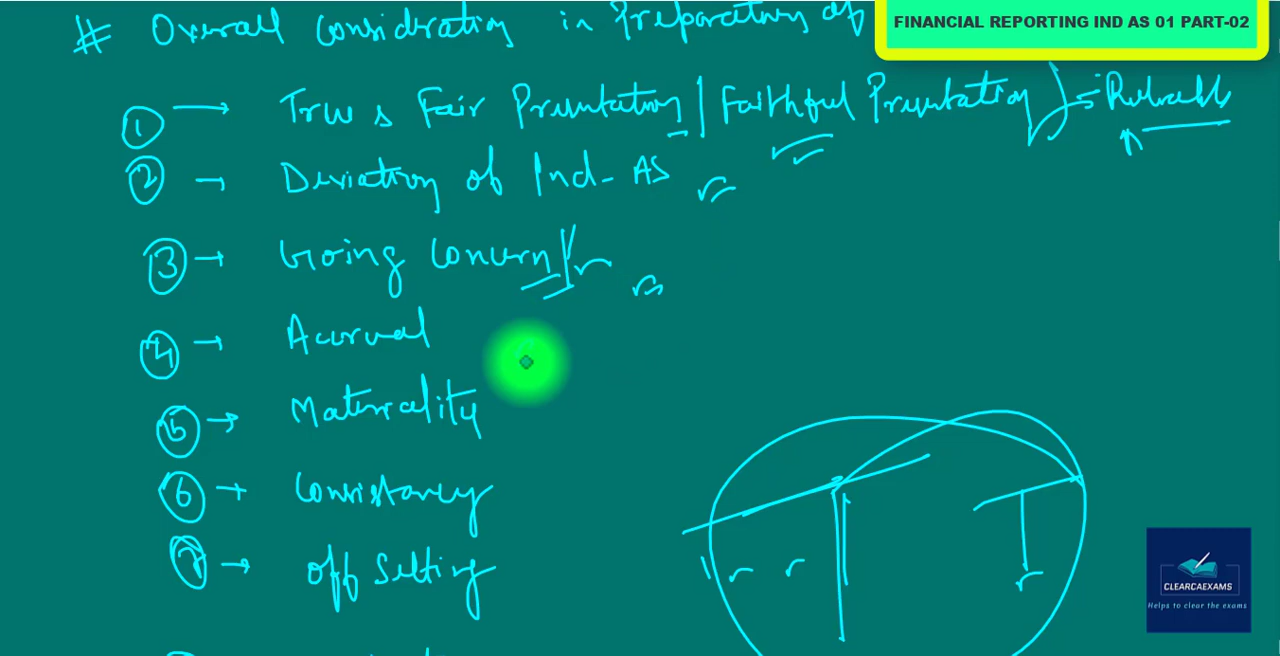 # Overall Consideration in Preparation of
FINANCIAL REPORTING IND AS 01 PART-02
① → True & Fair Presentation | Faithful Presentation } = Reliable
② → Deviation of Ind-AS
③ → Going Concern
④ → Accrual
⑤ → Materiality
⑥ → Consistancy
⑦ → off Setting
CLEARCAEXAMS
Helps to clear the exams